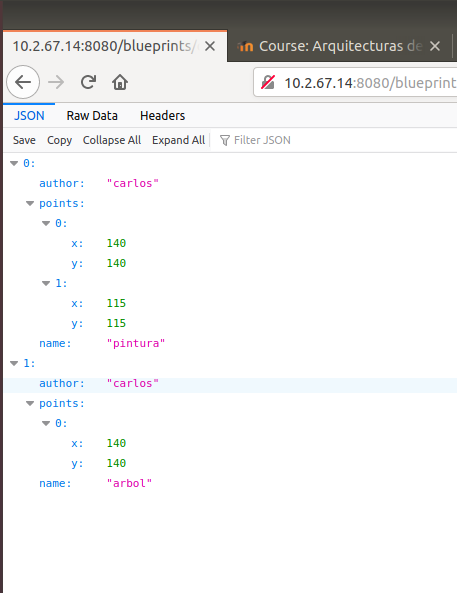 10.2.67.14:8080/blueprints/
Course: Arquitecturas de
10.2.67.14:8080/blueprint
JSON Raw Data Headers
Save Copy Collapse All Expand All Filter JSON
0:
author: "carlos"
points:
0:
x: 140
y: 140
1:
x: 115
y: 115
name: "pintura"
1:
author: "carlos"
points:
0:
x: 140
y: 140
name: "arbol"